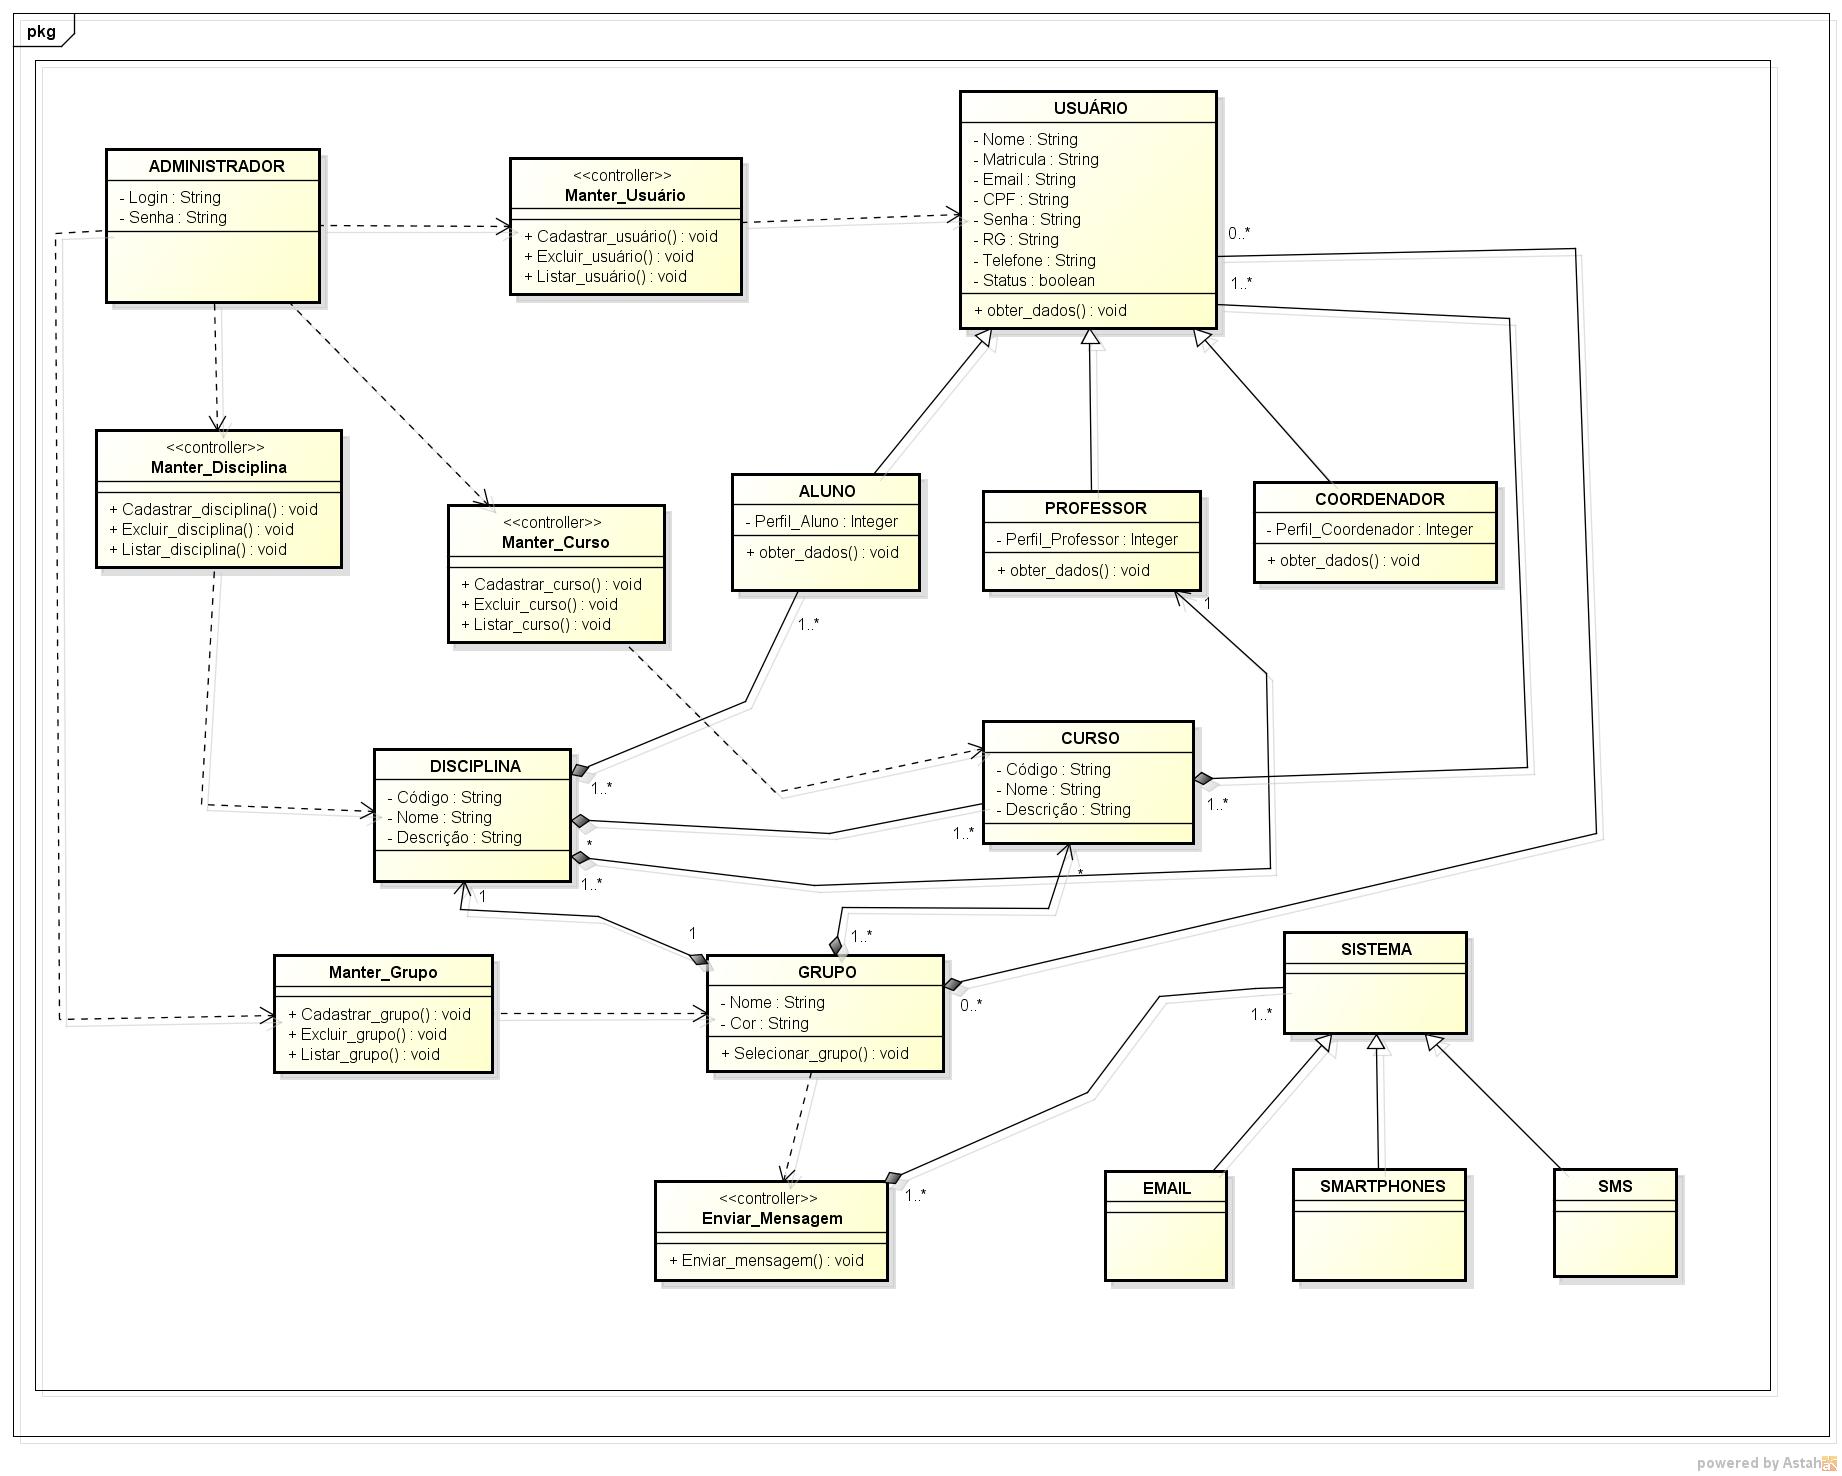 pkg
ADMINISTRADOR
- Login : String
- Senha : String
<<controller>>
Manter_Usuário
+ Cadastrar_usuário() : void
+ Excluir_usuário() : void
+ Listar_usuário() : void
USUÁRIO
- Nome : String
- Matricula : String
- Email : String
- CPF : String
- Senha : String
- RG : String
- Telefone : String
- Status : boolean
+ obter_dados() : void
0..*
1..*
<<controller>>
Manter_Disciplina
+ Cadastrar_disciplina() : void
+ Excluir_disciplina() : void
+ Listar_disciplina() : void
<<controller>>
Manter_Curso
+ Cadastrar_curso() : void
+ Excluir_curso() : void
+ Listar_curso() : void
ALUNO
- Perfil_Aluno : Integer
+ obter_dados() : void
1..*
PROFESSOR
- Perfil_Professor : Integer
+ obter_dados() : void
1
COORDENADOR
- Perfil_Coordenador : Integer
+ obter_dados() : void
DISCIPLINA
- Código : String
- Nome : String
- Descrição : String
1..*
*
1..*
1
CURSO
- Código : String
- Nome : String
- Descrição : String
1..*
1..*
*
Manter_Grupo
+ Cadastrar_grupo() : void
+ Excluir_grupo() : void
+ Listar_grupo() : void
1
1..*
GRUPO
- Nome : String
- Cor : String
+ Selecionar_grupo() : void
0..*
SISTEMA
1..*
<<controller>>
Enviar_Mensagem
+ Enviar_mensagem() : void
1..*
EMAIL
SMARTPHONES
SMS
powered by Astah